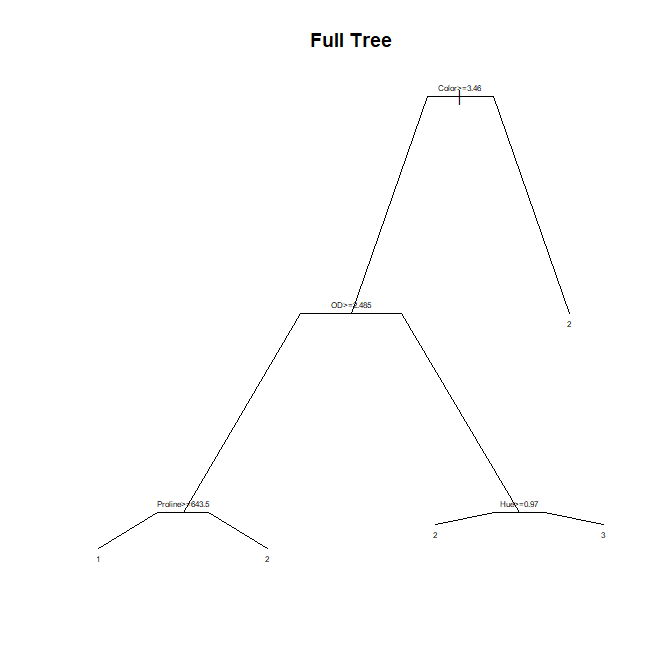 Full Tree
Color>=3.46
OD>=2.485
2
Proline>=643.5
Hue>=0.97
2
3
1
2